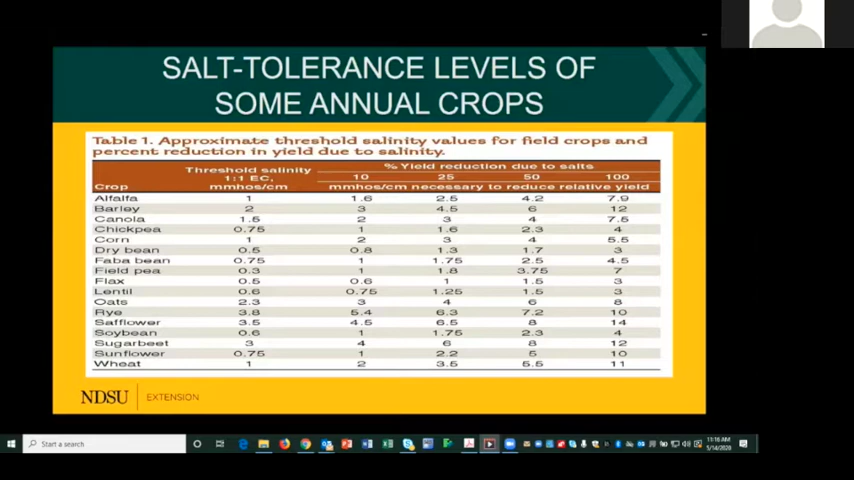 SALT-TOLERANCE LEVELS OF
SOME ANNUAL CROPS
Table 1. Approximate threshold salinity values for field crops and
percent reduction in yield due to salinity.
Threshold salinity % Yield reduction due to salts
1:1 EC, 10 25 50 100
Crop mmhos/cm mmhos/cm necessary to reduce relative yield
Alfalfa 1 1.6 2.5 4.2 7.9
Barley 2 3 4.5 6 12
Canola 1.5 2 3 4 7.5
Chickpea 0.75 1 1.6 2.3 4
Corn 1 2 3 4 5.5
Dry bean 0.5 0.8 1.3 1.7 3
Faba bean 0.75 1 1.75 2.5 4.5
Field pea 0.3 1 1.8 3.75 7
Flax 0.5 0.6 1 1.5 3
Lentil 0.6 0.75 1.25 1.5 3
Oats 2.3 3 4 6 8
Rye 3.8 5.4 6.3 7.2 10
Safflower 3.5 4.5 6.5 8 14
Soybean 0.6 1 1.75 2.3 4
Sugarbeet 3 4 6 8 12
Sunflower 0.75 1 2.2 5 10
Wheat 1 2 3.5 5.5 11
NDSU EXTENSION
Start a search
11:16 AM
5/14/2020